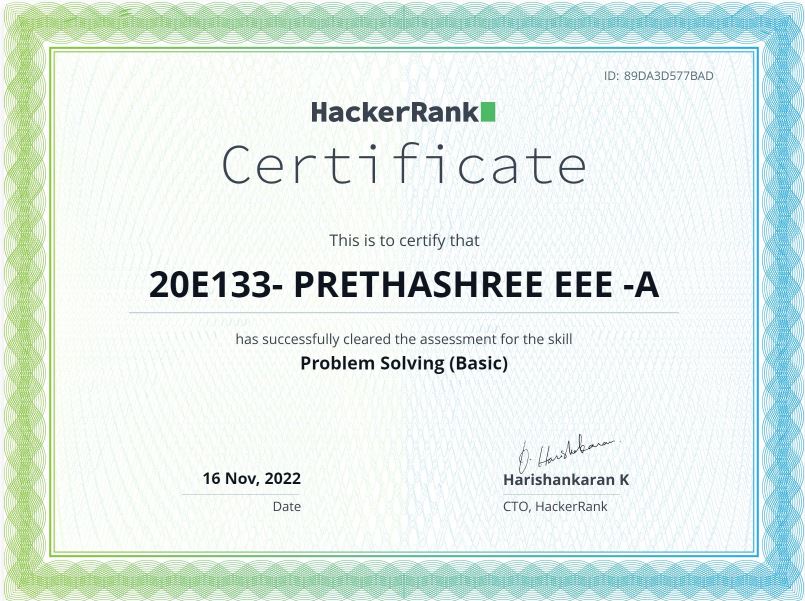 ID: 89DA3D577BAD
HackerRank
Certificate
This is to certify that
20E133- PRETHASHREE EEE -A
has successfully cleared the assessment for the skill
Problem Solving (Basic)
16 Nov, 2022
Date
Harishankaran K
CTO, HackerRank